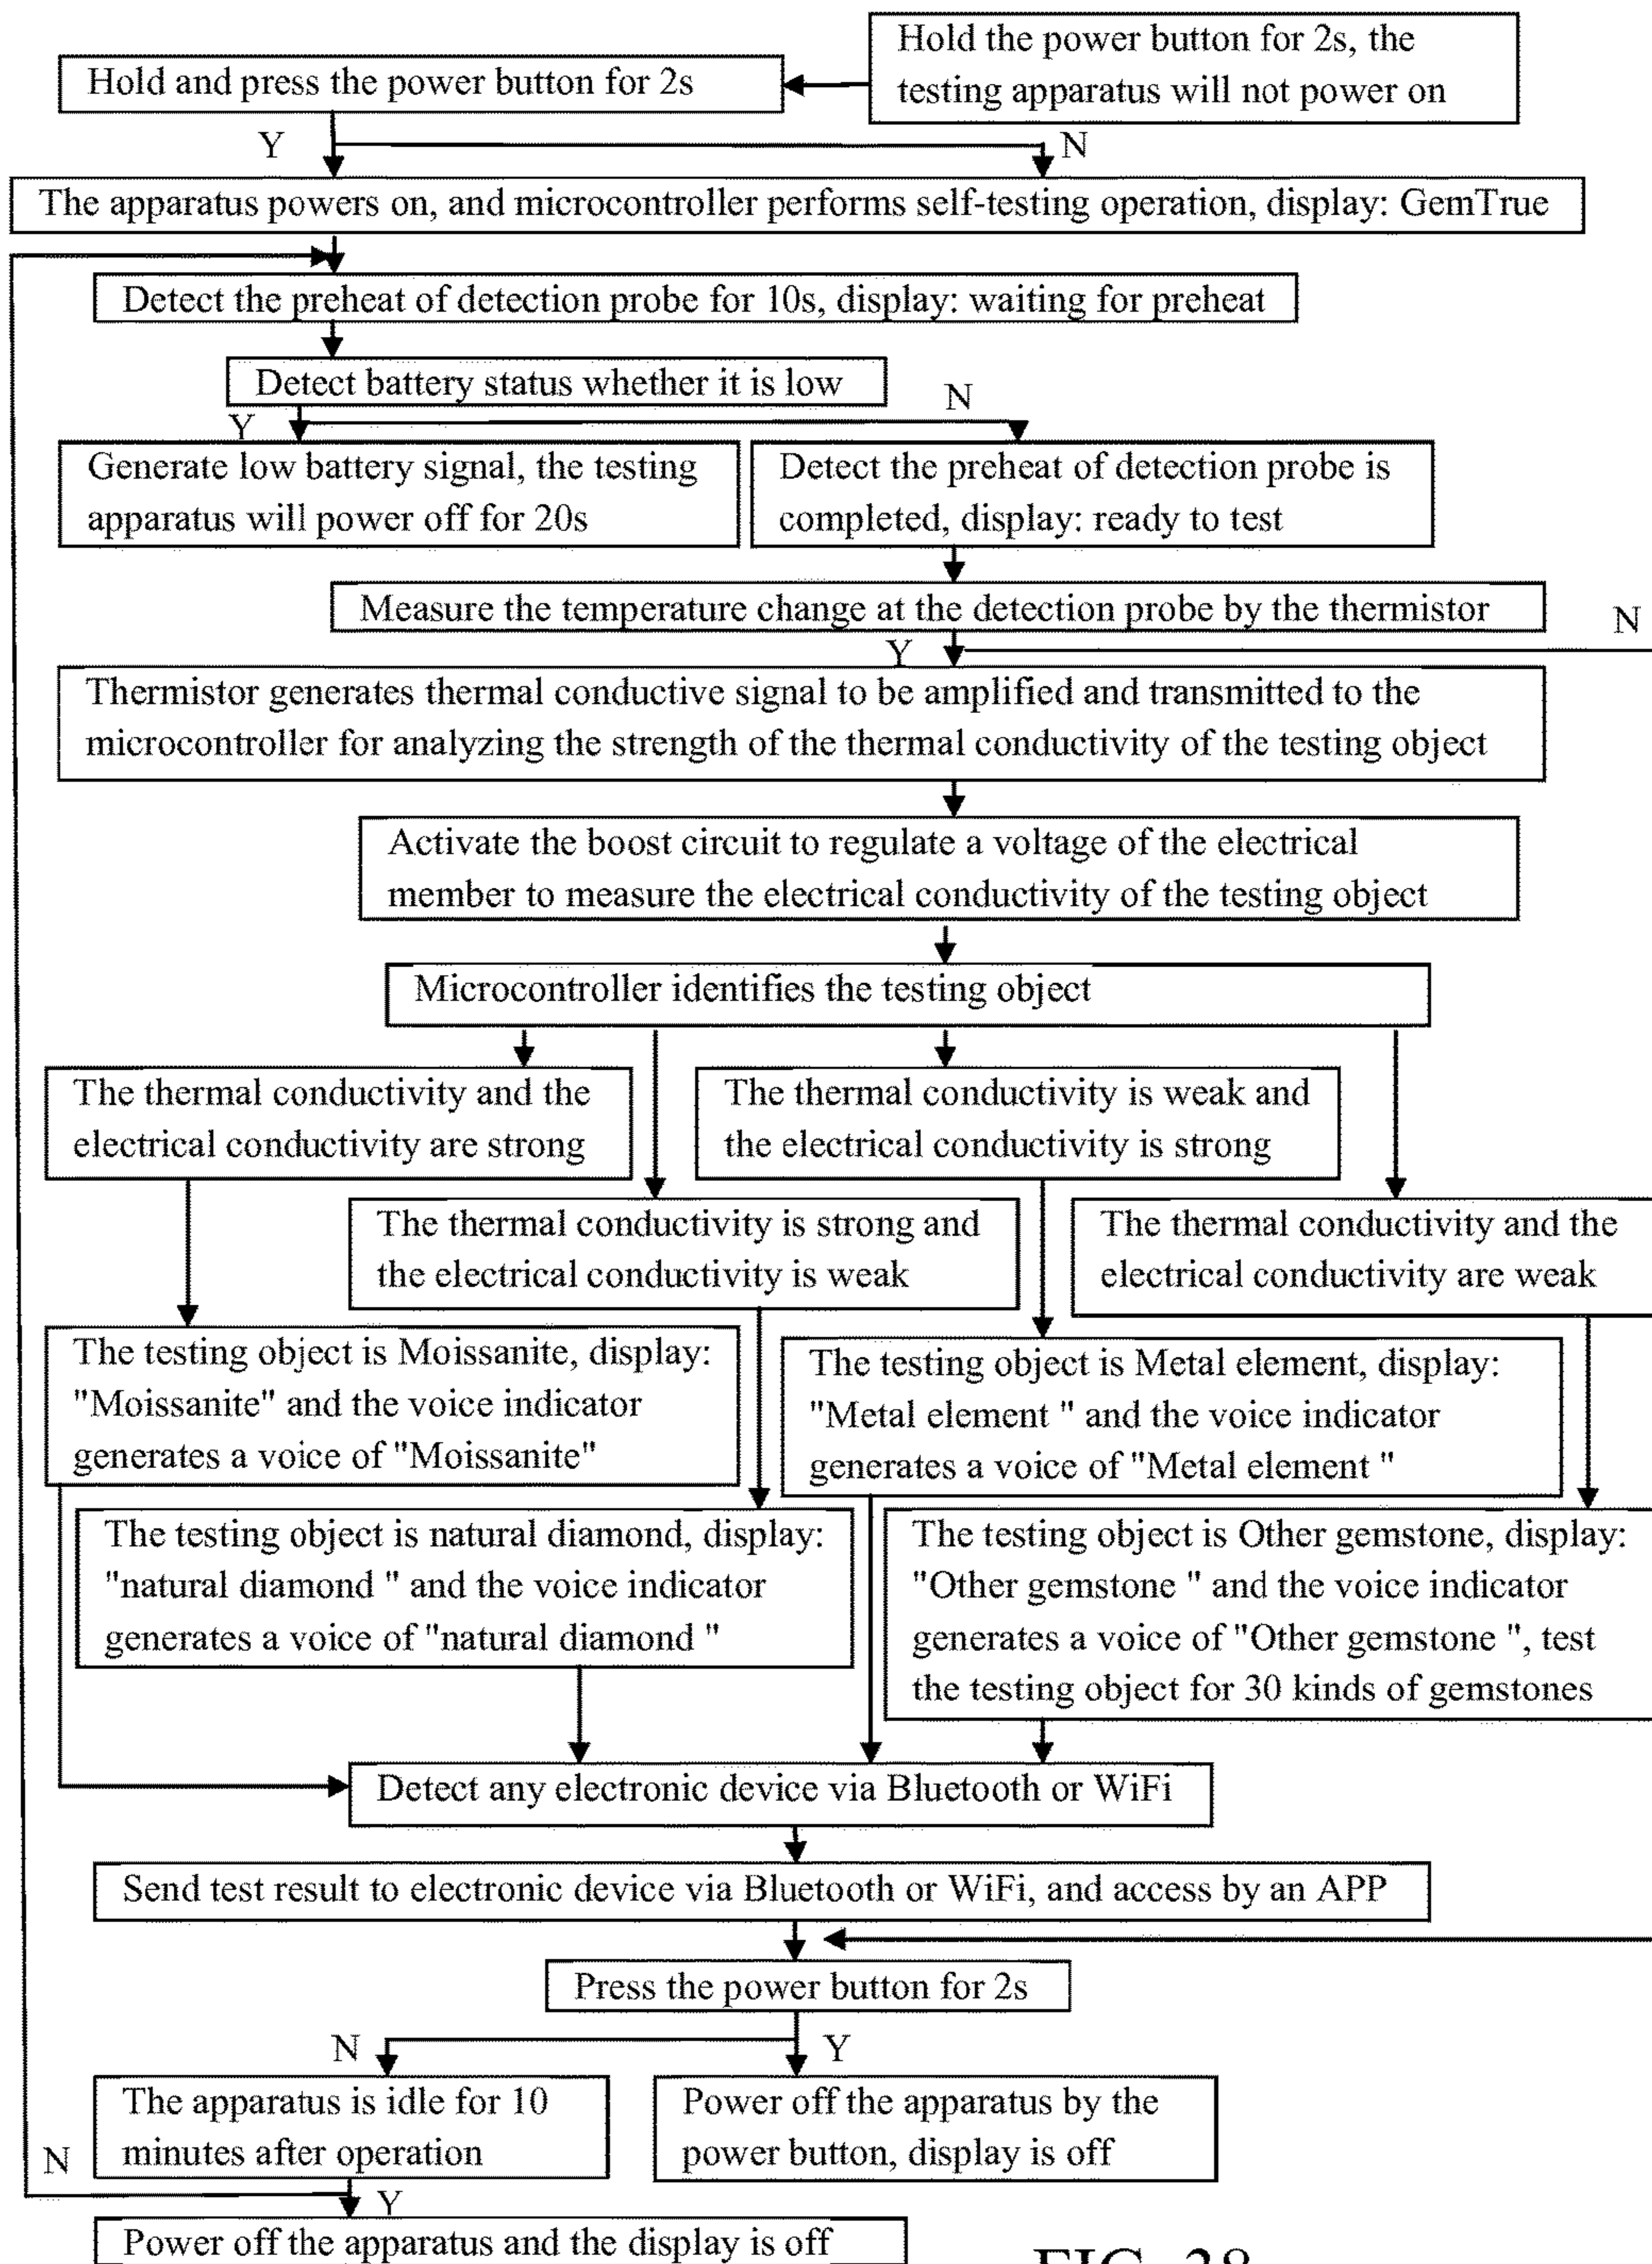 Hold the power button for 2s, the
testing apparatus will not power on
Hold and press the power button for 2s
Y
N
The apparatus powers on, and microcontroller performs self-testing operation, display: GemTrue
Detect the preheat of detection probe for 10s, display: waiting for preheat
Detect battery status whether it is low
Y
N
Generate low battery signal, the testing
apparatus will power off for 20s
Detect the preheat of detection probe is
completed, display: ready to test
Measure the temperature change at the detection probe by the thermistor
N
Y
Thermistor generates thermal conductive signal to be amplified and transmitted to the
microcontroller for analyzing the strength of the thermal conductivity of the testing object
Activate the boost circuit to regulate a voltage of the electrical
member to measure the electrical conductivity of the testing object
Microcontroller identifies the testing object
The thermal conductivity and the
electrical conductivity are strong
The thermal conductivity is weak and
the electrical conductivity is strong
The thermal conductivity is strong and
the electrical conductivity is weak
The thermal conductivity and the
electrical conductivity are weak
The testing object is Moissanite, display:
"Moissanite" and the voice indicator
generates a voice of "Moissanite"
The testing object is Metal element, display:
"Metal element " and the voice indicator
generates a voice of "Metal element "
The testing object is natural diamond, display:
"natural diamond " and the voice indicator
generates a voice of "natural diamond "
The testing object is Other gemstone, display:
"Other gemstone " and the voice indicator
generates a voice of "Other gemstone ", test
the testing object for 30 kinds of gemstones
Detect any electronic device via Bluetooth or WiFi
Send test result to electronic device via Bluetooth or WiFi, and access by an APP
Press the power button for 2s
N
Y
The apparatus is idle for 10
minutes after operation
Power off the apparatus by the
power button, display is off
N
Y
Power off the apparatus and the display is off
FIG. 38